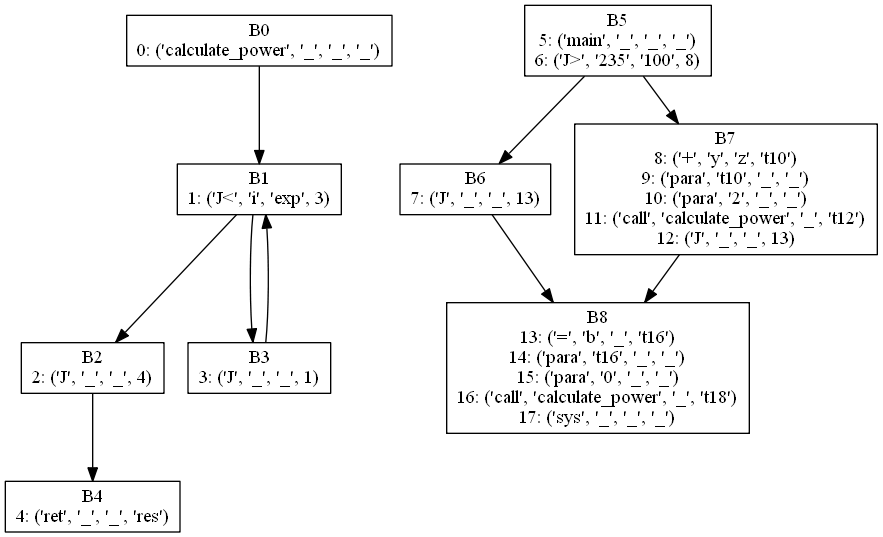 B0
0: ('calculate_power', '_', '_', '_')
B1
1: ('J<', 'i', 'exp', 3)
B2
2: ('J', '_', '_', 4)
B3
3: ('J', '_', '_', 1)
B4
4: ('ret', '_', '_', 'res')
B5
5: ('main', '_', '_', '_')
6: ('J>', '235', '100', 8)
B6
7: ('J', '_', '_', 13)
B7
8: ('+', 'y', 'z', 't10')
9: ('para', 't10', '_', '_')
10: ('para', '2', '_', '_')
11: ('call', 'calculate_power', '_', 't12')
12: ('J', '_', '_', 13)
B8
13: ('=', 'b', '_', 't16')
14: ('para', 't16', '_', '_')
15: ('para', '0', '_', '_')
16: ('call', 'calculate_power', '_', 't18')
17: ('sys', '_', '_', '_')